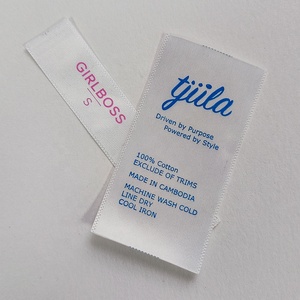 GIRLBOSS
S
tjiila
Driven by Purpose
Powered by Style
100% Cotton
EXCLUDE OF TRIMS
MADE IN CAMBODIA
MACHINE WASH COLD
LINE DRY
COOL IRON